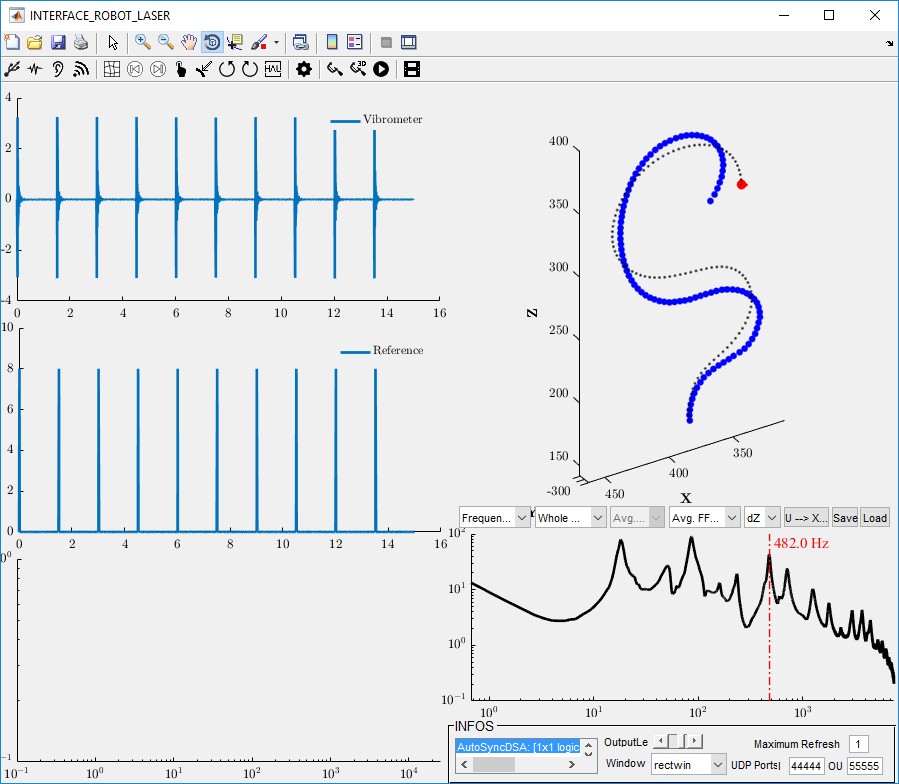 INTERFACE_ROBOT_LASER
4
2
0
-2
-4
Vibrometer
0 2 4 6 8 10 12 14 16
10
8
6
4
2
0
Reference
0 2 4 6 8 10 12 14 16
10^0
10^-1
10^-1 10^0 10^1 10^2 10^3 10^4
400
350
300
250
200
150
z
-300
450
400
350
x
Frequen... Whole ... Avg.... Avg. FF... dZ U --> X... Save Load
482.0 Hz
10^2
10^1
10^0
10^-1
10^0 10^1 10^2 10^3
INFOS
AutoSyncDSA: [1x1 logic
OutputLe
Maximum Refresh 1
Window rectwin UDP Ports| 44444 OU 55555